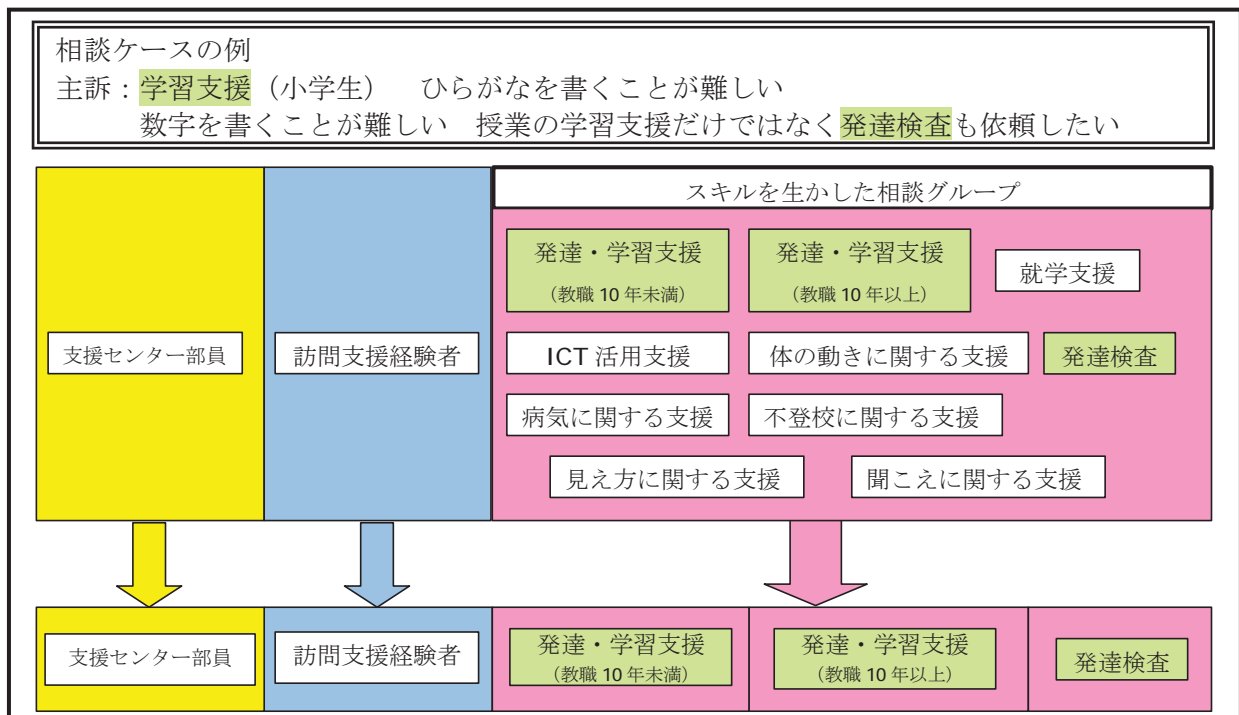 相談ケースの例
主訴：学習支援（小学生）　ひらがなを書くことが難しい
数字を書くことが難しい　授業の学習支援だけではなく発達検査も依頼したい
スキルを生かした相談グループ
支援センター部員
訪問支援経験者
発達・学習支援
（教職 10 年未満）
発達・学習支援
（教職 10 年以上）
就学支援
ICT 活用支援
体の動きに関する支援
発達検査
病気に関する支援
不登校に関する支援
見え方に関する支援
聞こえに関する支援
支援センター部員
訪問支援経験者
発達・学習支援
（教職 10 年未満）
発達・学習支援
（教職 10 年以上）
発達検査